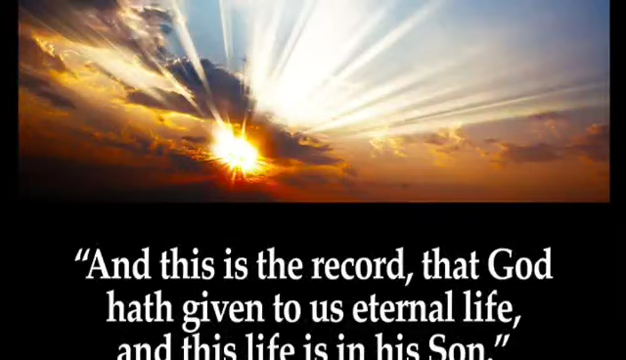 “And this is the record, that God
hath given to us eternal life,
and this life is in his Son.”